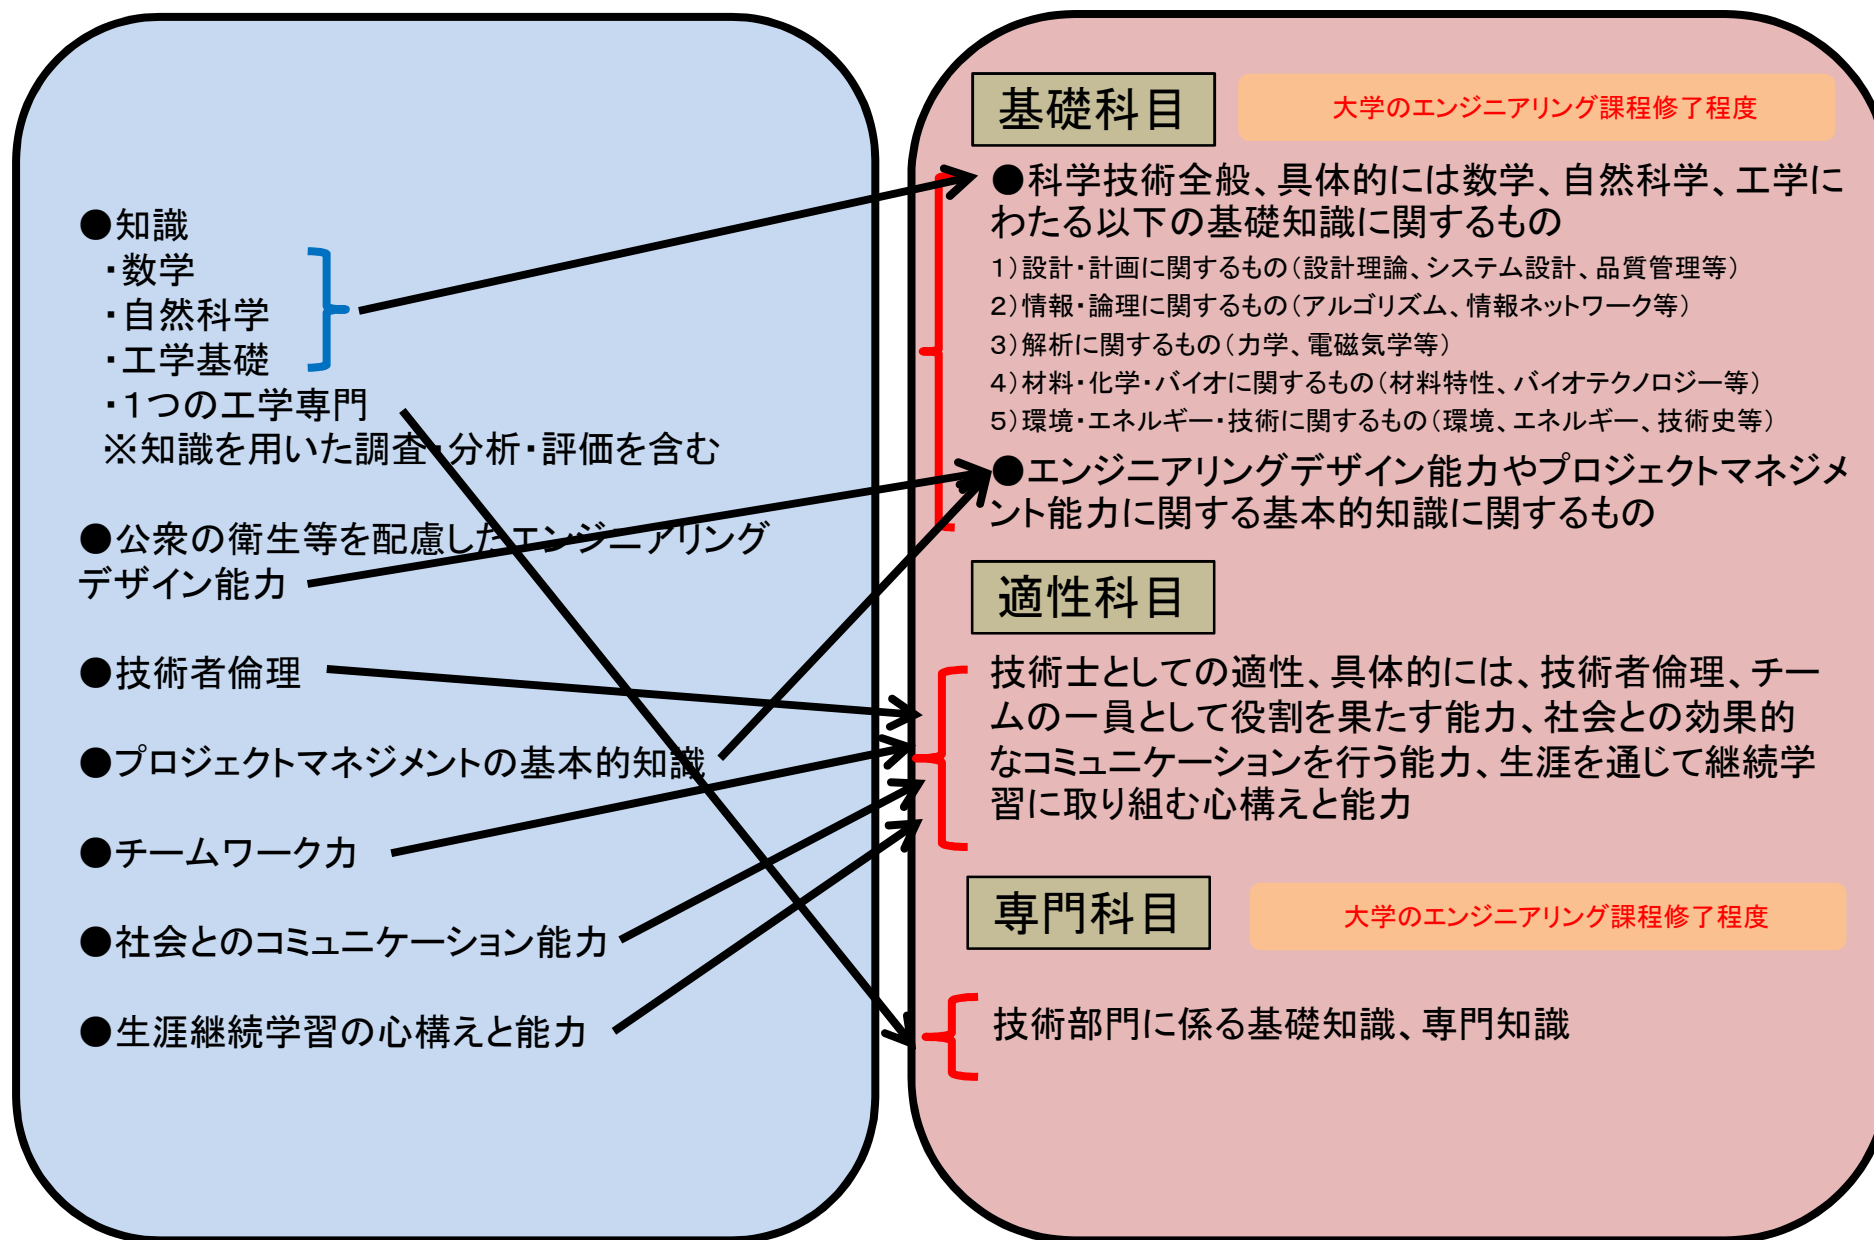 ●知識
・数学
・自然科学
・工学基礎
・1つの工学専門
※知識を用いた調査・分析・評価を含む
●公衆の衛生等を配慮したエンジニアリング
デザイン能力
●技術者倫理
●プロジェクトマネジメントの基本的知識
●チームワーク力
●社会とのコミュニケーション能力
●生涯継続学習の心構えと能力
基礎科目
大学のエンジニアリング課程修了程度
●科学技術全般、具体的には数学、自然科学、工学に
わたる以下の基礎知識に関するもの
1)設計・計画に関するもの(設計理論、システム設計、品質管理等)
2)情報・論理に関するもの(アルゴリズム、情報ネットワーク等)
3)解析に関するもの(力学、電磁気学等)
4)材料・化学・バイオに関するもの(材料特性、バイオテクノロジー等)
5)環境・エネルギー・技術に関するもの(環境、エネルギー、技術史等)
●エンジニアリングデザイン能力やプロジェクトマネジメ
ント能力に関する基本的知識に関するもの
適性科目
技術士としての適性、具体的には、技術者倫理、チー
ムの一員として役割を果たす能力、社会との効果的
なコミュニケーションを行う能力、生涯を通じて継続学
習に取り組む心構えと能力
専門科目
大学のエンジニアリング課程修了程度
技術部門に係る基礎知識、専門知識